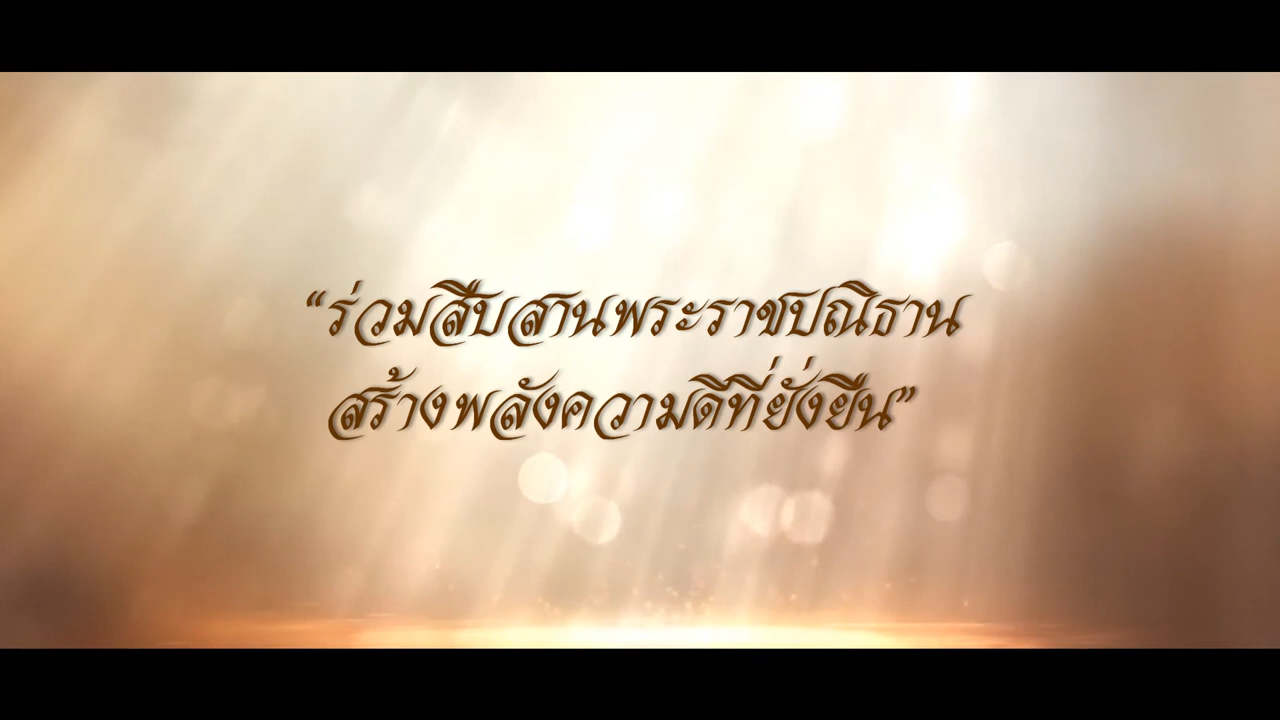 “ร่วมสืบสานพระราชปณิธาน
สร้างพลังความดีที่ยั่งยืน”